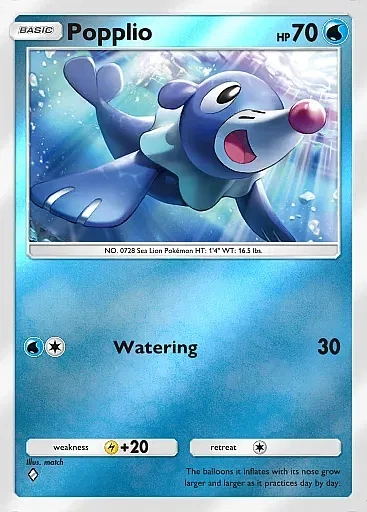 BASIC Popplio HP 70
NO. 0728 Sea Lion Pokémon HT: 1'4" WT: 16.5 lbs.
Watering 30
weakness +20 retreat
Illus. match
The balloons it inflates with its nose grow
larger and larger as it practices day by day.